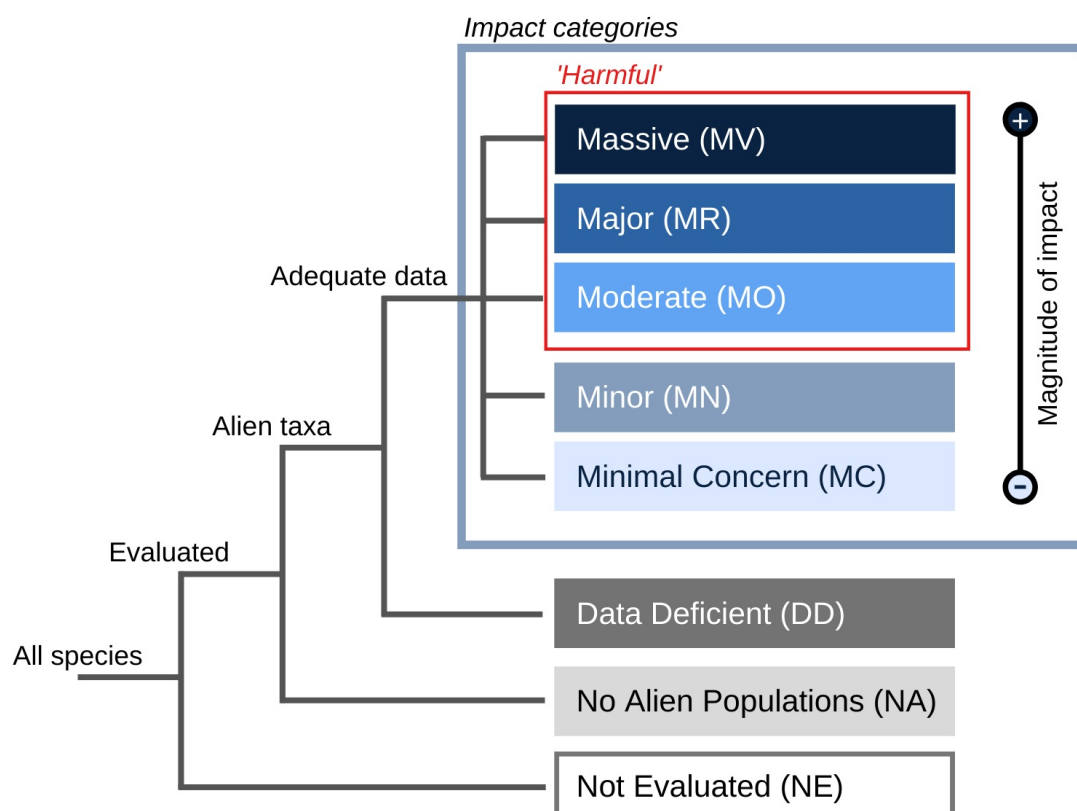 Impact categories
'Harmful'
+
Massive (MV)
Major (MR)
Magnitude of impact
Adequate data
Moderate (MO)
Minor (MN)
Alien taxa
Minimal Concern (MC)
-
Evaluated
Data Deficient (DD)
All species
No Alien Populations (NA)
Not Evaluated (NE)